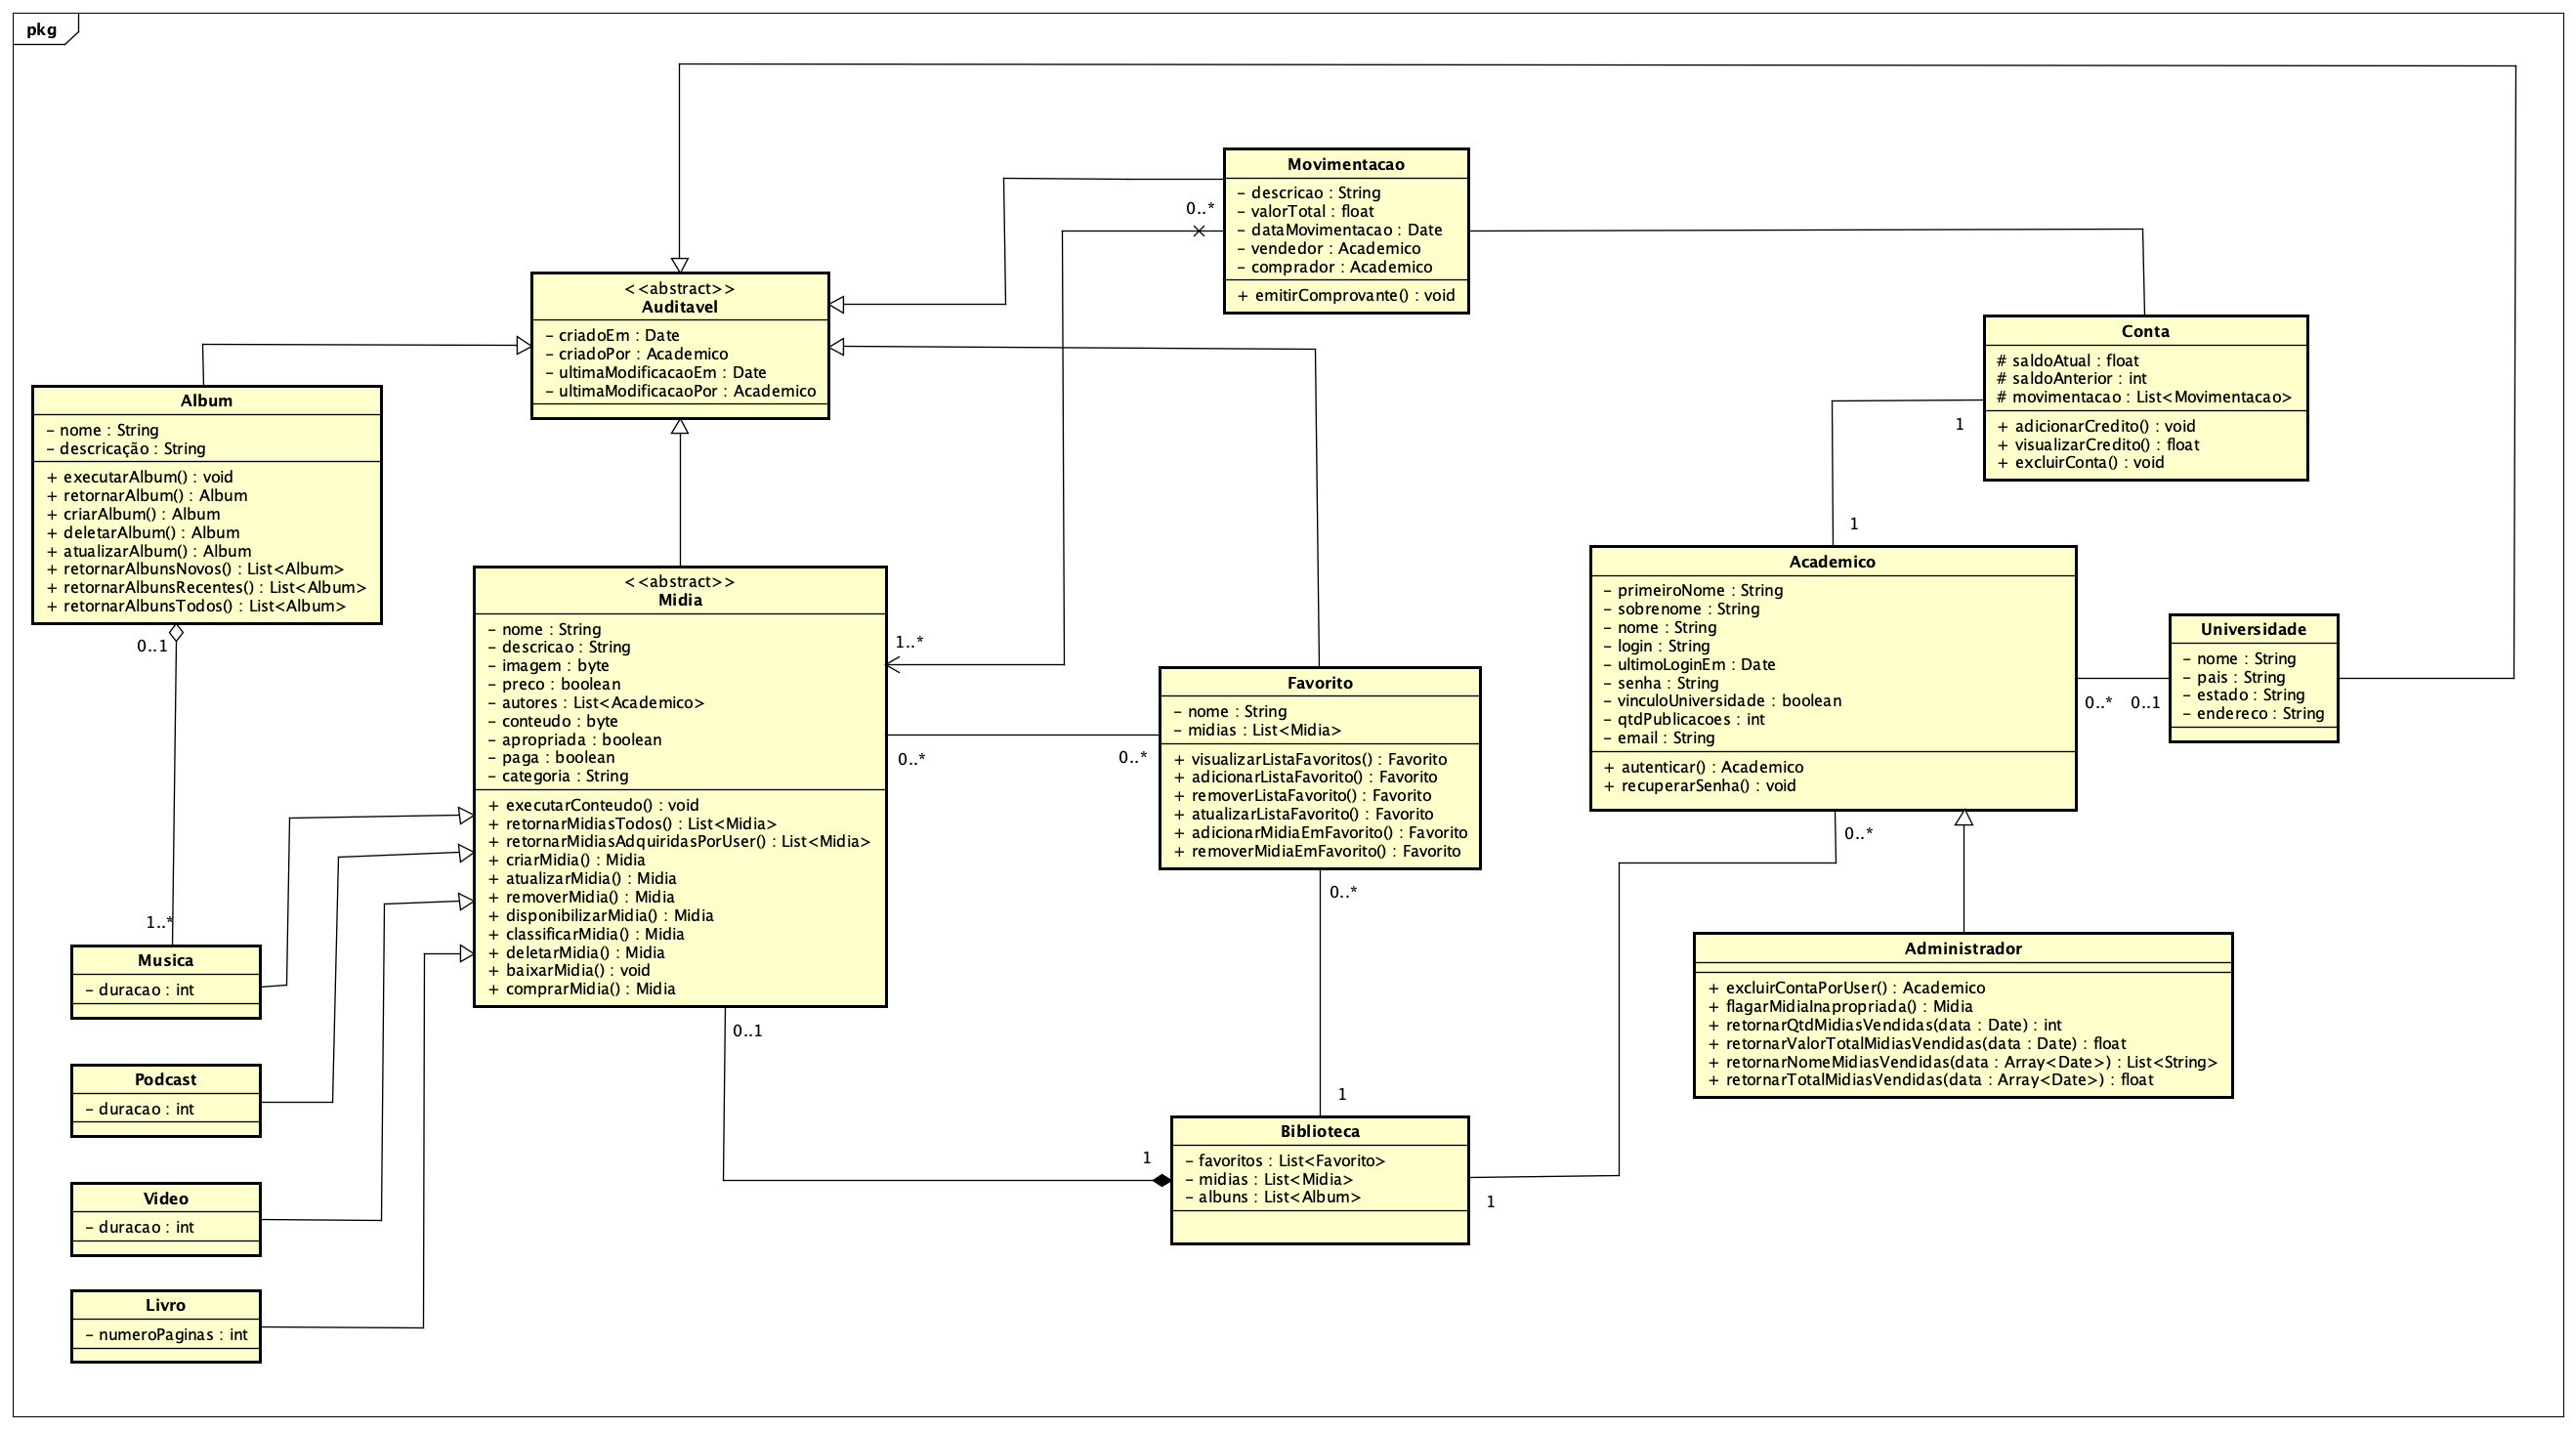 pkg
Movimentacao
- descricao : String
- valorTotal : float
- dataMovimentacao : Date
- vendedor : Academico
- comprador : Academico
+ emitirComprovante() : void
0..*
<<abstract>>
Auditavel
- criadoEm : Date
- criadoPor : Academico
- ultimaModificacaoEm : Date
- ultimaModificacaoPor : Academico
Conta
# saldoAtual : float
# saldoAnterior : int
# movimentacao : List<Movimentacao>
+ adicionarCredito() : void
+ visualizarCredito() : float
+ excluirConta() : void
1
1
Album
- nome : String
- descricação : String
+ executarAlbum() : void
+ retornarAlbum() : Album
+ criarAlbum() : Album
+ deletarAlbum() : Album
+ atualizarAlbum() : Album
+ retornarAlbunsNovos() : List<Album>
+ retornarAlbunsRecentes() : List<Album>
+ retornarAlbunsTodos() : List<Album>
0..1
1..*
<<abstract>>
Midia
- nome : String
- descricao : String
- imagem : byte
- preco : boolean
- autores : List<Academico>
- conteudo : byte
- apropriada : boolean
- paga : boolean
- categoria : String
+ executarConteudo() : void
+ retornarMidiasTodos() : List<Midia>
+ retornarMidiasAdquiridasPorUser() : List<Midia>
+ criarMidia() : Midia
+ atualizarMidia() : Midia
+ removerMidia() : Midia
+ disponibilizarMidia() : Midia
+ classificarMidia() : Midia
+ deletarMidia() : Midia
+ baixarMidia() : void
+ comprarMidia() : Midia
1..*
0..*
0..*
0..1
Favorito
- nome : String
- midias : List<Midia>
+ visualizarListaFavoritos() : Favorito
+ adicionarListaFavorito() : Favorito
+ removerListaFavorito() : Favorito
+ atualizarListaFavorito() : Favorito
+ adicionarMidiaEmFavorito() : Favorito
+ removerMidiaEmFavorito() : Favorito
0..*
1
Academico
- primeiroNome : String
- sobrenome : String
- nome : String
- login : String
- ultimoLoginEm : Date
- senha : String
- vinculoUniversidade : boolean
- qtdPublicacoes : int
- email : String
+ autenticar() : Academico
+ recuperarSenha() : void
0..*
0..1
0..*
Universidade
- nome : String
- pais : String
- estado : String
- endereco : String
Administrador
+ excluirContaPorUser() : Academico
+ flagarMidiaInapropriada() : Midia
+ retornarQtdMidiasVendidas(data : Date) : int
+ retornarValorTotalMidiasVendidas(data : Date) : float
+ retornarNomeMidiasVendidas(data : Array<Date>) : List<String>
+ retornarTotalMidiasVendidas(data : Array<Date>) : float
Musica
- duracao : int
Podcast
- duracao : int
Video
- duracao : int
Livro
- numeroPaginas : int
1
Biblioteca
- favoritos : List<Favorito>
- midias : List<Midia>
- albuns : List<Album>
1